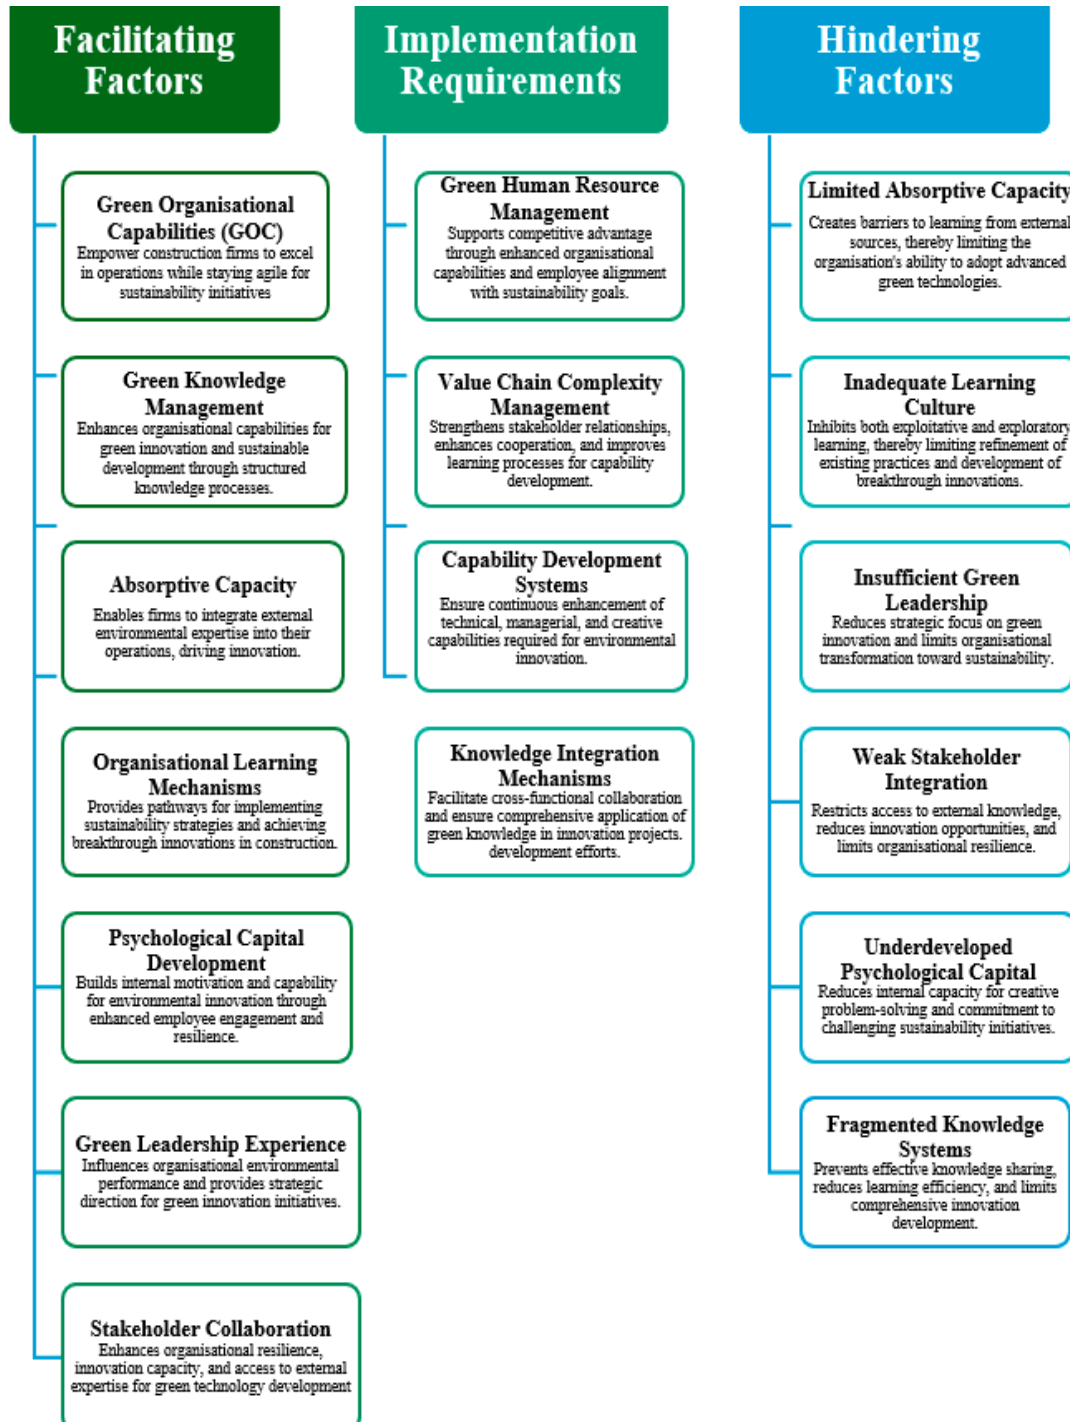 Facilitating
Factors
Green Organisational
Capabilities (GOC)
Empower construction firms to excel
in operations while staying agile for
sustainability initiatives
Green Knowledge
Management
Enhances organisational capabilities for
green innovation and sustainable
development through structured
knowledge processes.
Absorptive Capacity
Enables firms to integrate external
environmental expertise into their
operations, driving innovation.
Organisational Learning
Mechanisms
Provides pathways for implementing
sustainability strategies and achieving
breakthrough innovations in construction.
Psychological Capital
Development
Builds internal motivation and capability
for environmental innovation through
enhanced employee engagement and
resilience.
Green Leadership Experience
Influences organisational environmental
performance and provides strategic
direction for green innovation initiatives.
Stakeholder Collaboration
Enhances organisational resilience,
innovation capacity, and access to external
expertise for green technology development
Implementation
Requirements
Green Human Resource
Management
Supports competitive advantage
through enhanced organisational
capabilities and employee alignment
with sustainability goals.
Value Chain Complexity
Management
Strengthens stakeholder relationships,
enhances cooperation, and improves
learning processes for capability
development.
Capability Development
Systems
Ensure continuous enhancement of
technical, managerial, and creative
capabilities required for environmental
innovation.
Knowledge Integration
Mechanisms
Facilitate cross-functional collaboration
and ensure comprehensive application of
green knowledge in innovation projects.
development efforts.
Hindering
Factors
Limited Absorptive Capacity
Creates barriers to learning from external
sources, thereby limiting the
organisation's ability to adopt advanced
green technologies.
Inadequate Learning
Culture
Inhibits both exploitative and exploratory
learning, thereby limiting refinement of
existing practices and development of
breakthrough innovations.
Insufficient Green
Leadership
Reduces strategic focus on green
innovation and limits organisational
transformation toward sustainability.
Weak Stakeholder
Integration
Restricts access to external knowledge,
reduces innovation opportunities, and
limits organisational resilience.
Underdeveloped
Psychological Capital
Reduces internal capacity for creative
problem-solving and commitment to
challenging sustainability initiatives.
Fragmented Knowledge
Systems
Prevents effective knowledge sharing,
reduces learning efficiency, and limits
comprehensive innovation
development.